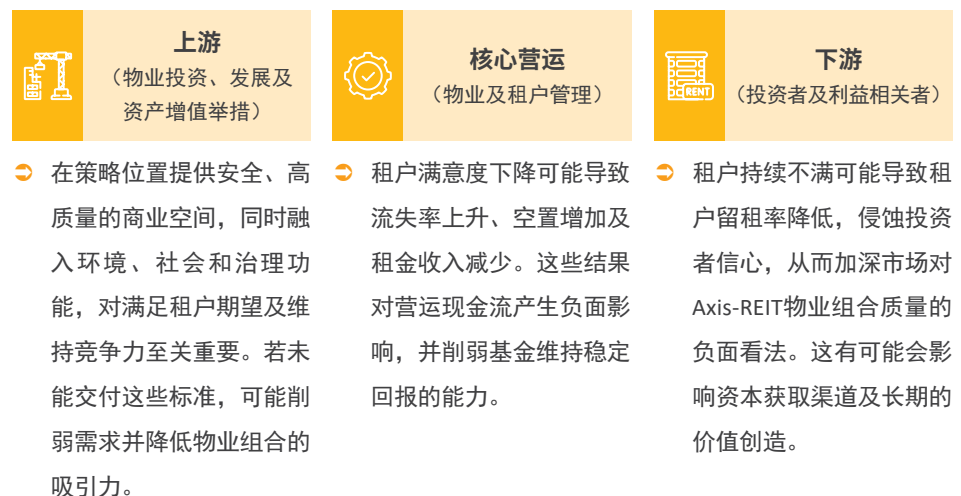 上游
（物业投资、发展及
资产增值举措）
在策略位置提供安全、高
质量的商业空间，同时融
入环境、社会和治理功
能，对满足租户期望及维
持竞争力至关重要。若未
能交付这些标准，可能削
弱需求并降低物业组合的
吸引力。
核心营运
（物业及租户管理）
租户满意度下降可能导致
流失率上升、空置增加及
租金收入减少。这些结果
对营运现金流产生负面影
响，并削弱基金维持稳定
回报的能力。
RENT
下游
（投资者及利益相关者）
租户持续不满可能导致租
户留租率降低，侵蚀投资
者信心，从而加深市场对
Axis-REIT物业组合质量的
负面看法。这有可能会影
响资本获取渠道及长期的
价值创造。